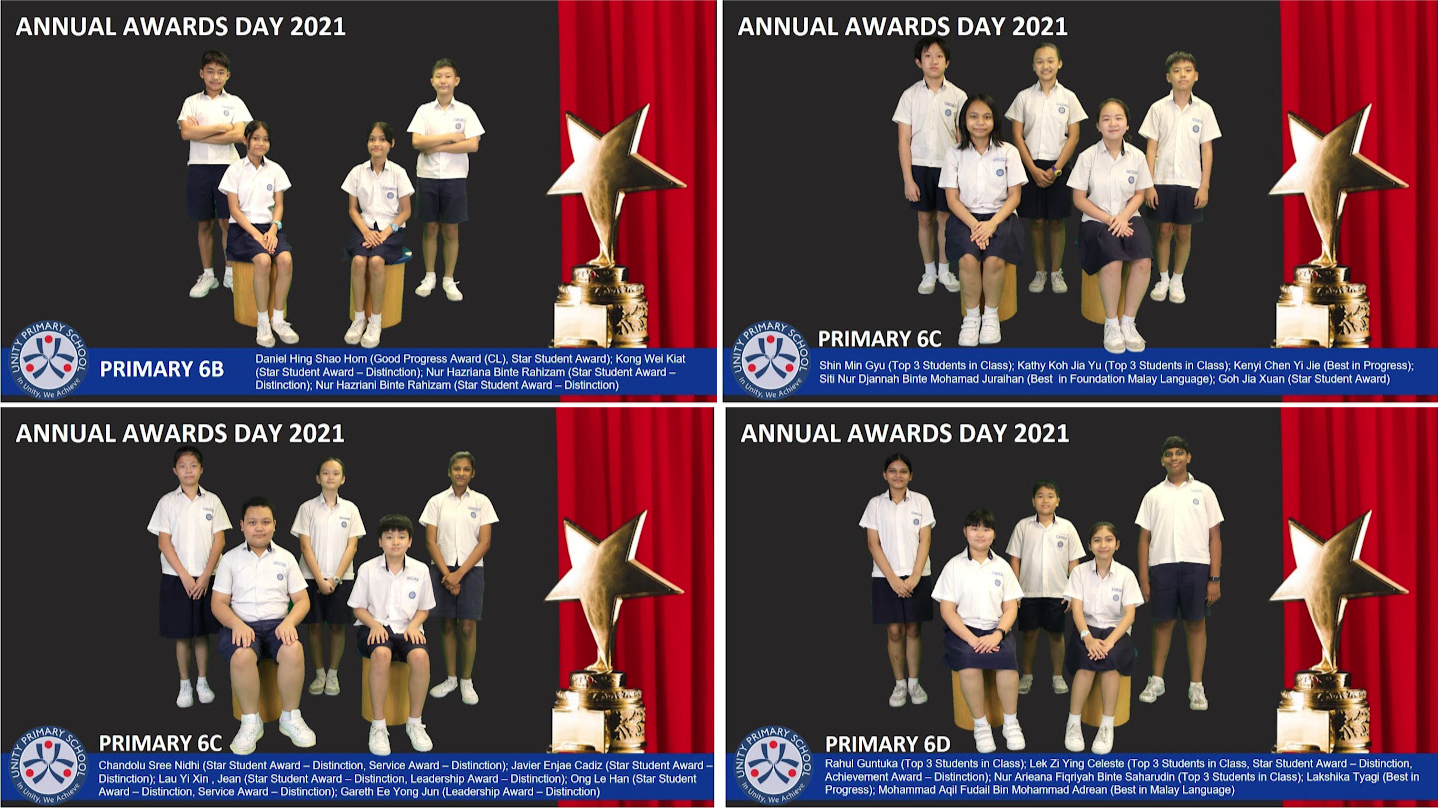 ANNUAL AWARDS DAY 2021
UNITY PRIMARY SCHOOL
In Unity, We Achieve
PRIMARY 6B
Daniel Hing Shao Hom (Good Progress Award (CL), Star Student Award); Kong Wei Kiat
(Star Student Award – Distinction); Nur Hazriana Binte Rahizam (Star Student Award –
Distinction); Nur Hazriani Binte Rahizam (Star Student Award – Distinction)
ANNUAL AWARDS DAY 2021
UNITY PRIMARY SCHOOL
In Unity, We Achieve
PRIMARY 6C
Shin Min Gyu (Top 3 Students in Class); Kathy Koh Jia Yu (Top 3 Students in Class); Kenyi Chen Yi Jie (Best in Progress);
Siti Nur Djannah Binte Mohamad Juraihan (Best in Foundation Malay Language); Goh Jia Xuan (Star Student Award)
ANNUAL AWARDS DAY 2021
UNITY PRIMARY SCHOOL
In Unity, We Achieve
PRIMARY 6C
Chandolu Sree Nidhi (Star Student Award – Distinction, Service Award – Distinction); Javier Enjae Cadiz (Star Student Award –
Distinction); Lau Yi Xin , Jean (Star Student Award – Distinction, Leadership Award – Distinction); Ong Le Han (Star Student
Award – Distinction, Service Award – Distinction); Gareth Ee Yong Jun (Leadership Award – Distinction)
ANNUAL AWARDS DAY 2021
UNITY PRIMARY SCHOOL
In Unity, We Achieve
PRIMARY 6D
Rahul Guntuka (Top 3 Students in Class); Lek Zi Ying Celeste (Top 3 Students in Class, Star Student Award – Distinction,
Achievement Award – Distinction); Nur Arieana Fiqriyah Binte Saharudin (Top 3 Students in Class); Lakshika Tyagi (Best in
Progress); Mohammad Aqil Fudail Bin Mohammad Adrean (Best in Malay Language)